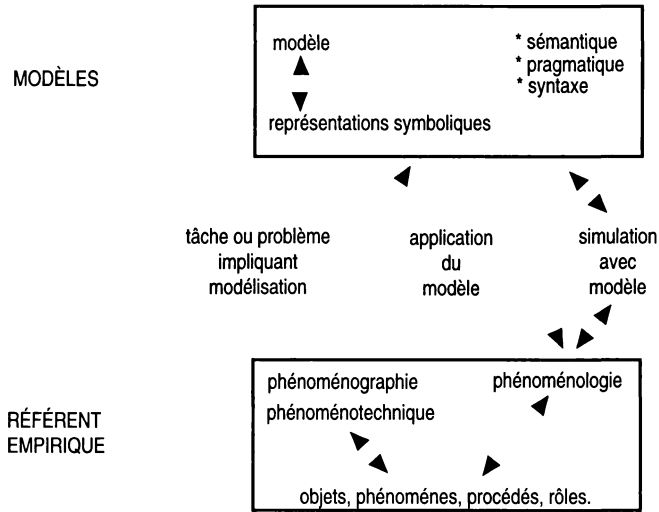 modèle
* sémantique
* pragmatique
* syntaxe
MODÈLES
représentations symboliques
tâche ou problème
impliquant
modélisation
application
du
modèle
simulation
avec
modèle
phénoménographie
phénoménologie
phénoménotechnique
RÉFÉRENT
EMPIRIQUE
objets, phénoménes, procédés, rôles.